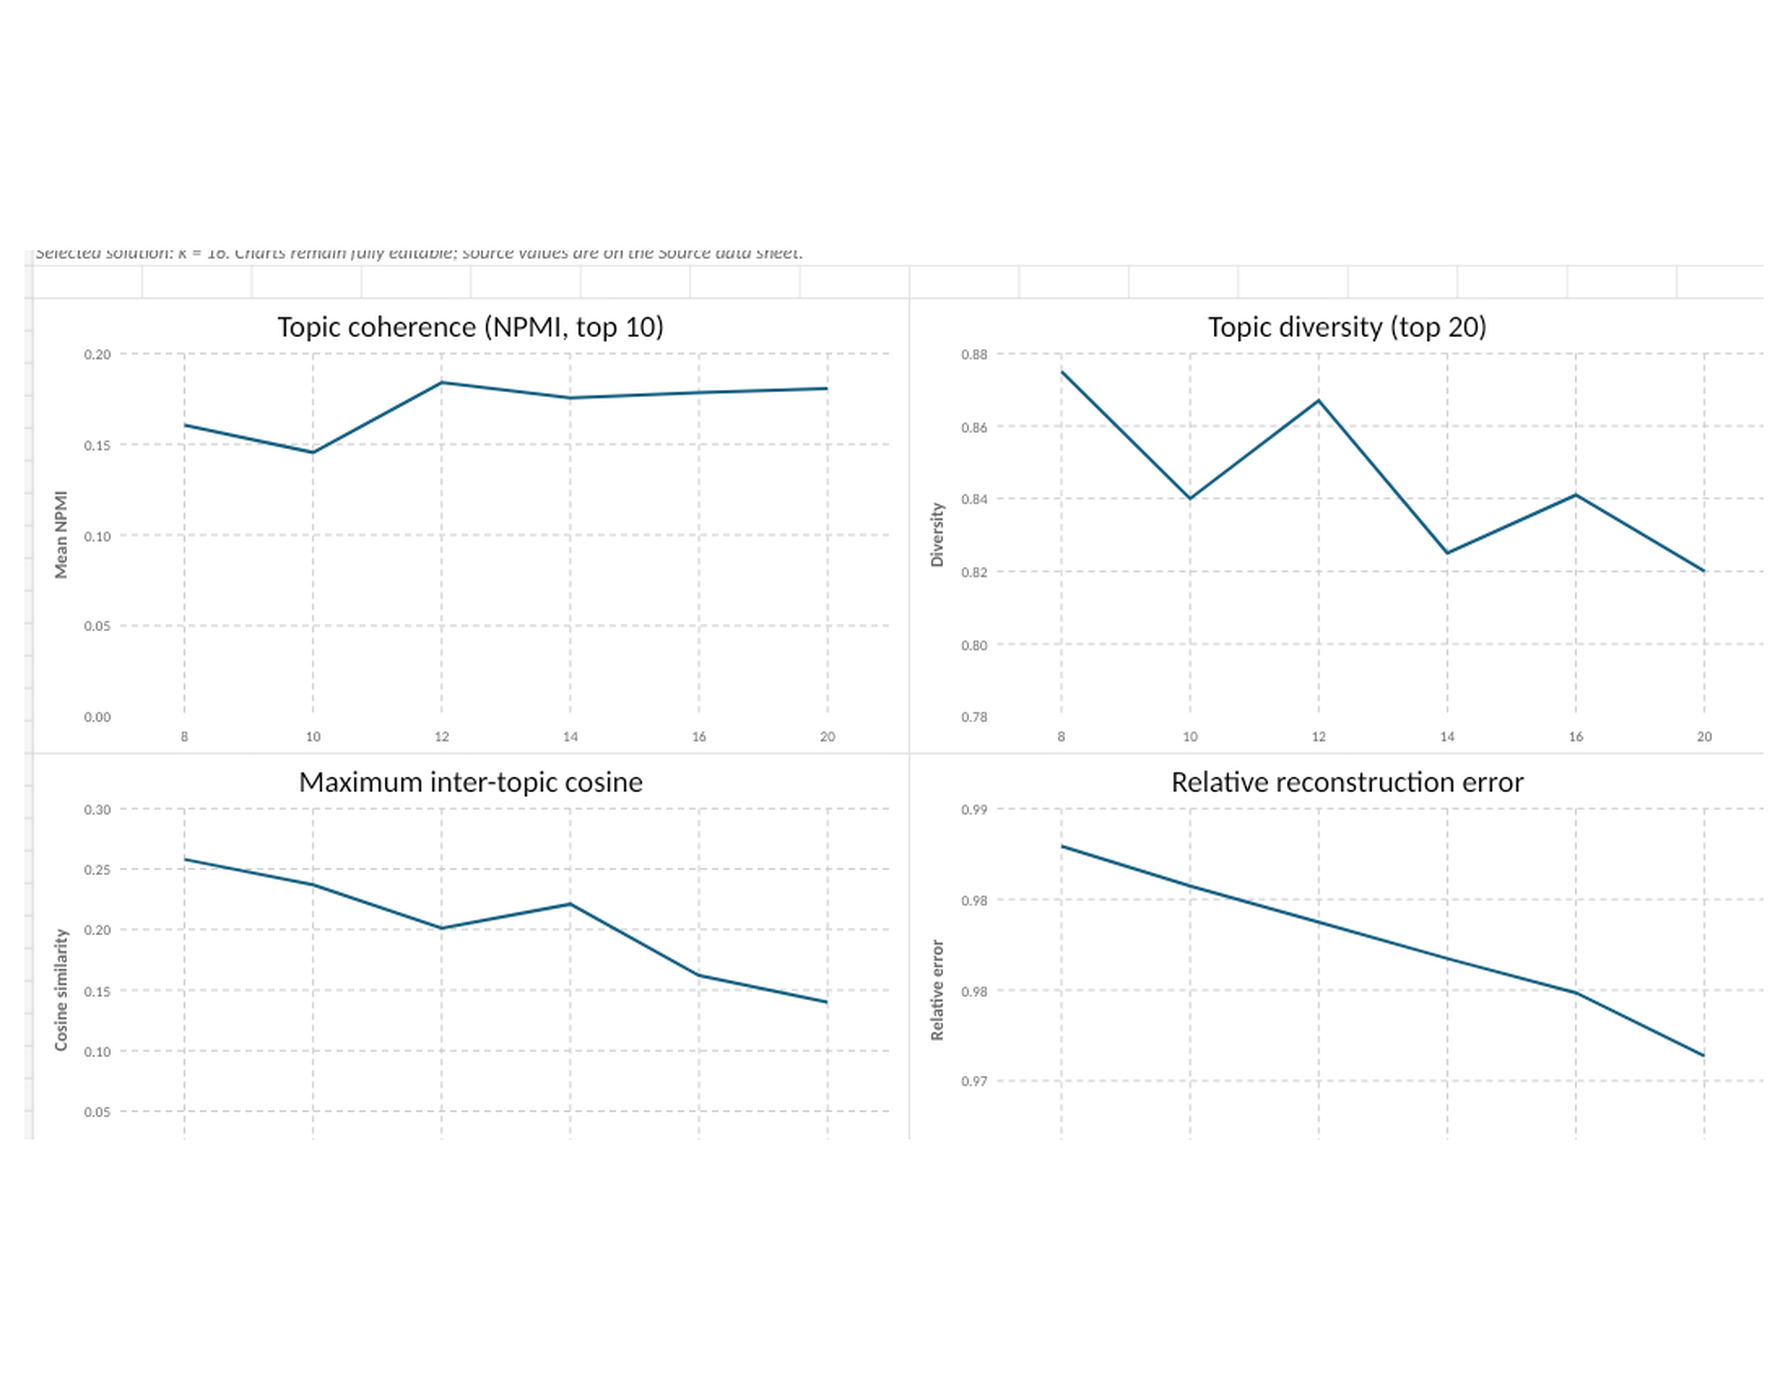 Selected solution: k = 16. Charts remain fully editable; source values are on the Source data sheet.
Topic coherence (NPMI, top 10)
0.20
0.15
0.10
0.05
0.00
Mean NPMI
8 10 12 14 16 20
Topic diversity (top 20)
0.88
0.86
0.84
0.82
0.80
0.78
Diversity
8 10 12 14 16 20
Maximum inter-topic cosine
0.30
0.25
0.20
0.15
0.10
0.05
Cosine similarity
Relative reconstruction error
0.99
0.98
0.98
0.97
Relative error